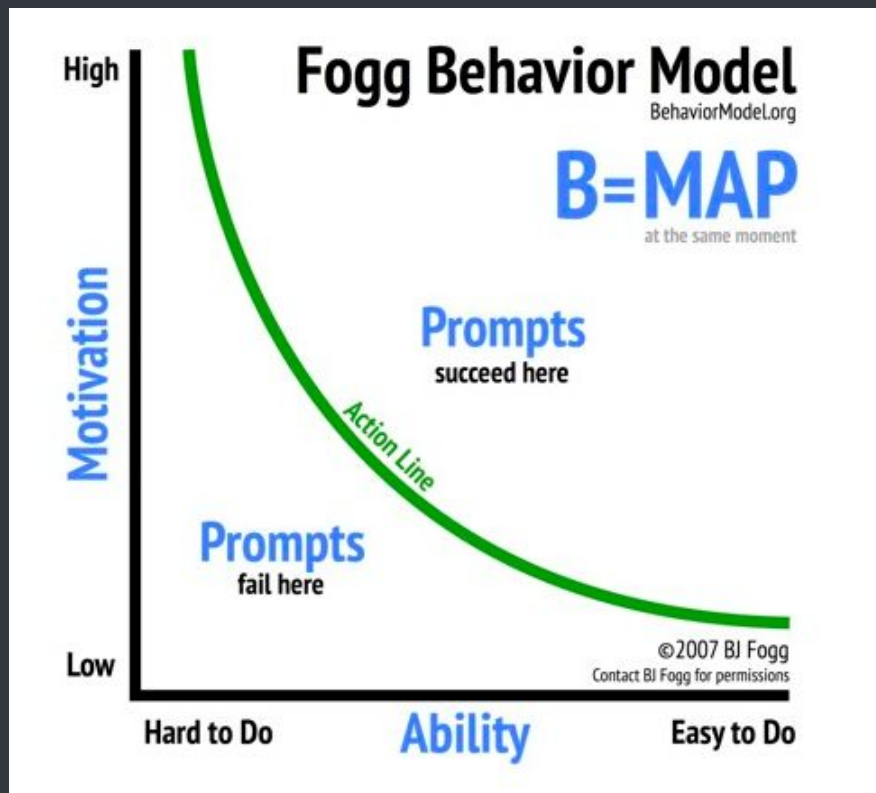 High
Fogg Behavior Model
BehaviorModel.org
B=MAP
at the same moment
Motivation
Prompts
succeed here
Action Line
Prompts
fail here
Low
©2007 BJ Fogg
Contact BJ Fogg for permissions
Hard to Do
Ability
Easy to Do